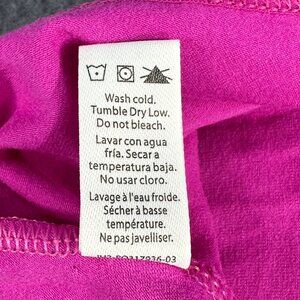 Wash cold.
Tumble Dry Low.
Do not bleach.
Lavar con agua
fría. Secar a
temperatura baja.
No usar cloro.
Lavage à l'eau froide.
Sécher à basse
température.
Ne pas javelliser.